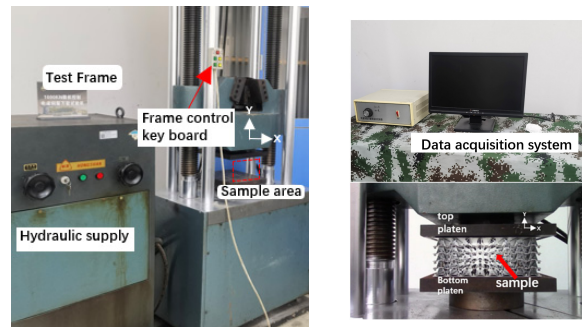 Test Frame
Frame control
key board
Y
X
Sample area
Hydraulic supply
Data acquisition system
top
platen
Y
X
sample
Bottom
platen